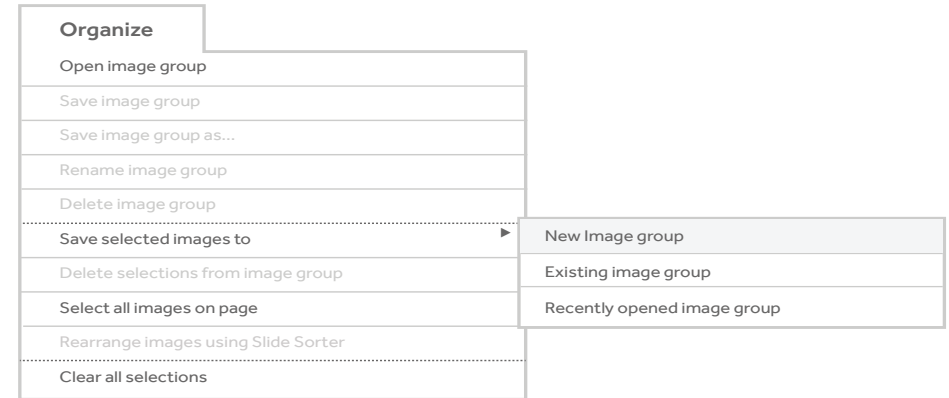 Organize
Open image group
Save image group
Save image group as...
Rename image group
Delete image group
Save selected images to
New Image group
Delete selections from image group
Existing image group
Select all images on page
Recently opened image group
Rearrange images using Slide Sorter
Clear all selections